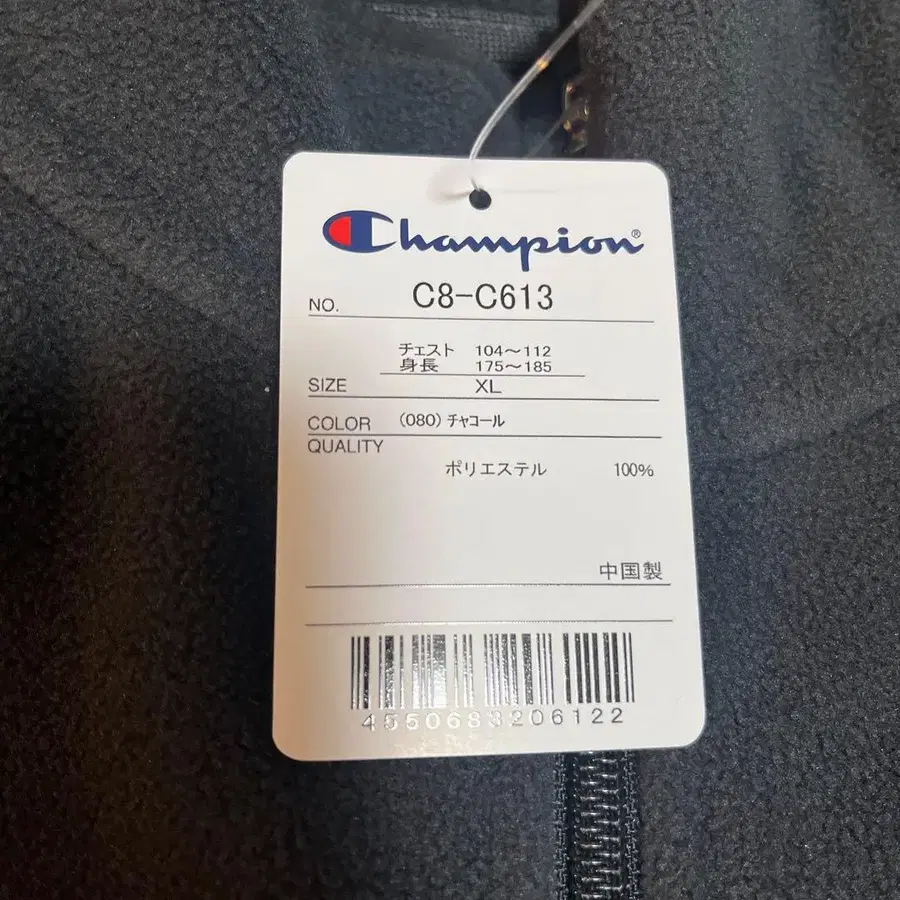 Champion®
NO. C8-C613
チェスト 104〜112
身長 175〜185
SIZE XL
COLOR (080) チャコール
QUALITY
ポリエステル 100%
中国製
4550683206122